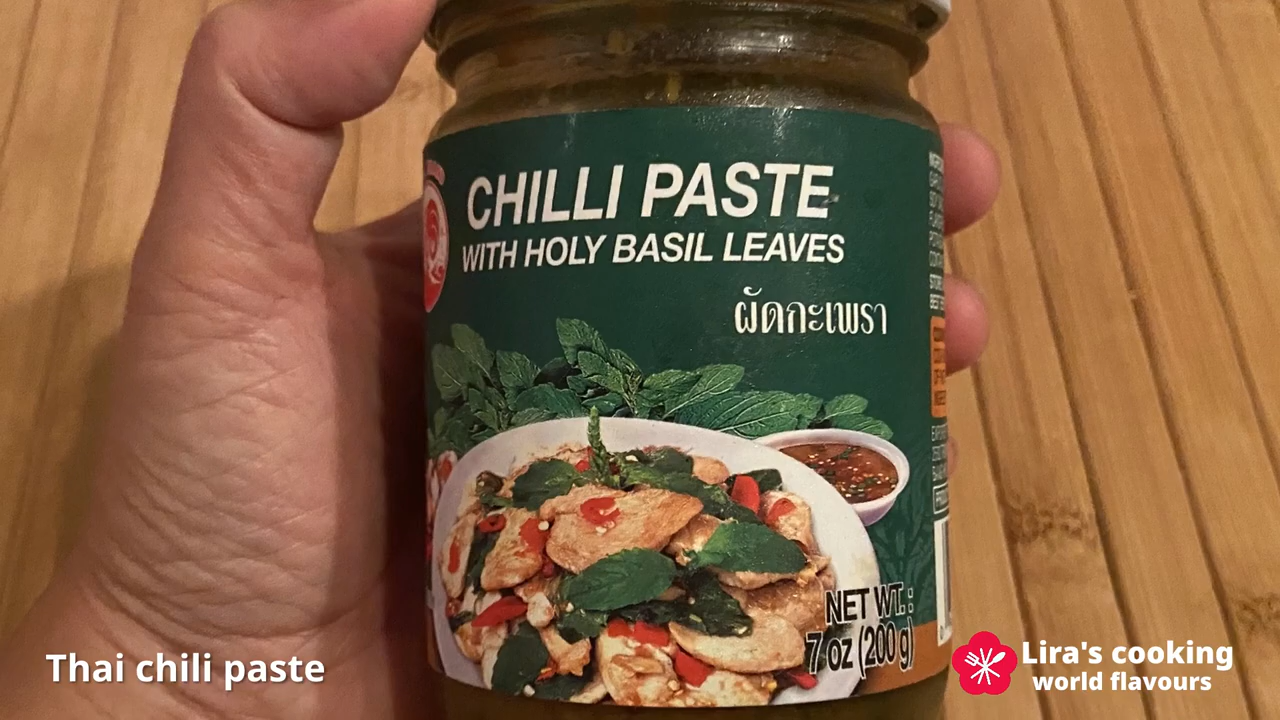 CHILLI PASTE
WITH HOLY BASIL LEAVES
ผัดกะเพรา
NET WT. :
7 oz (200 g)
Thai chili paste
Lira's cooking
world flavours